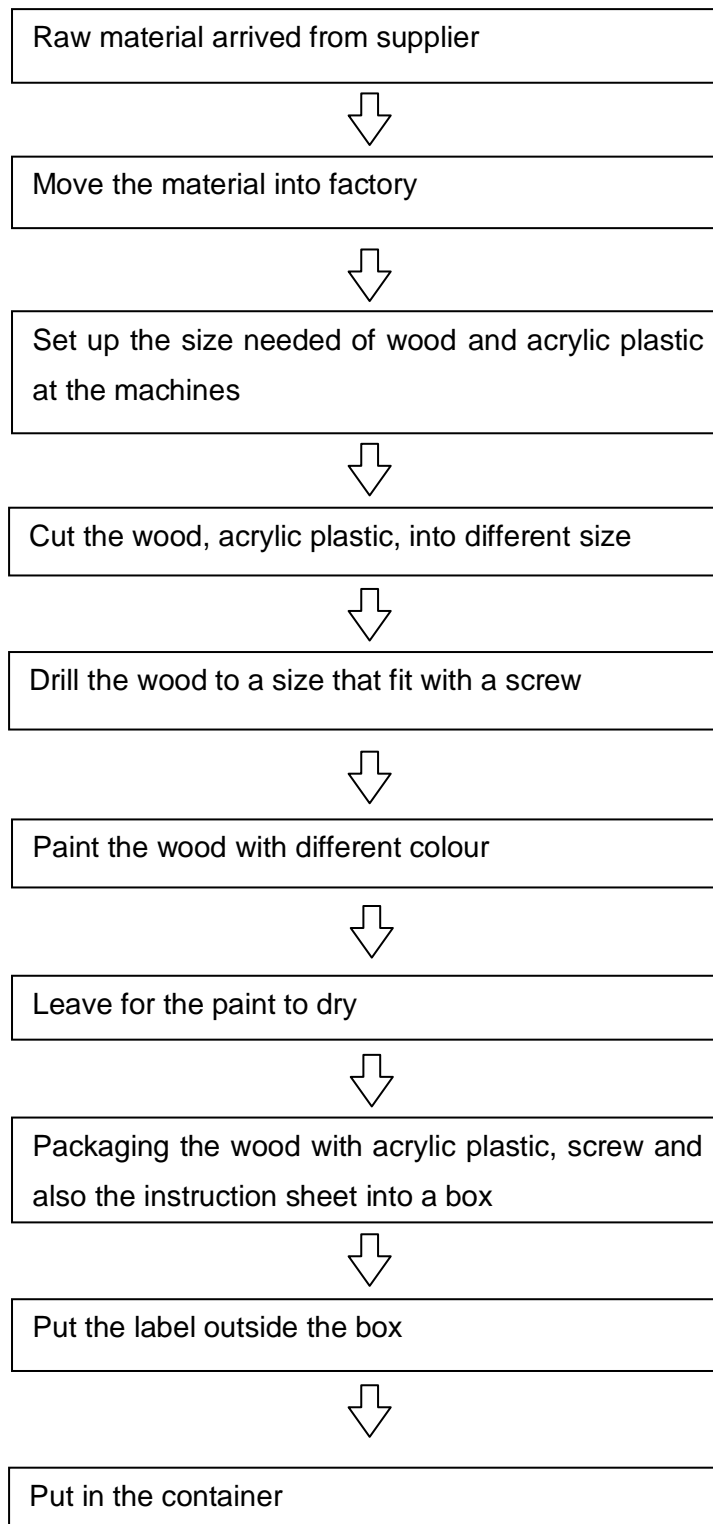 Raw material arrived from supplier
Move the material into factory
Set up the size needed of wood and acrylic plastic
at the machines
Cut the wood, acrylic plastic, into different size
Drill the wood to a size that fit with a screw
Paint the wood with different colour
Leave for the paint to dry
Packaging the wood with acrylic plastic, screw and
also the instruction sheet into a box
Put the label outside the box
Put in the container